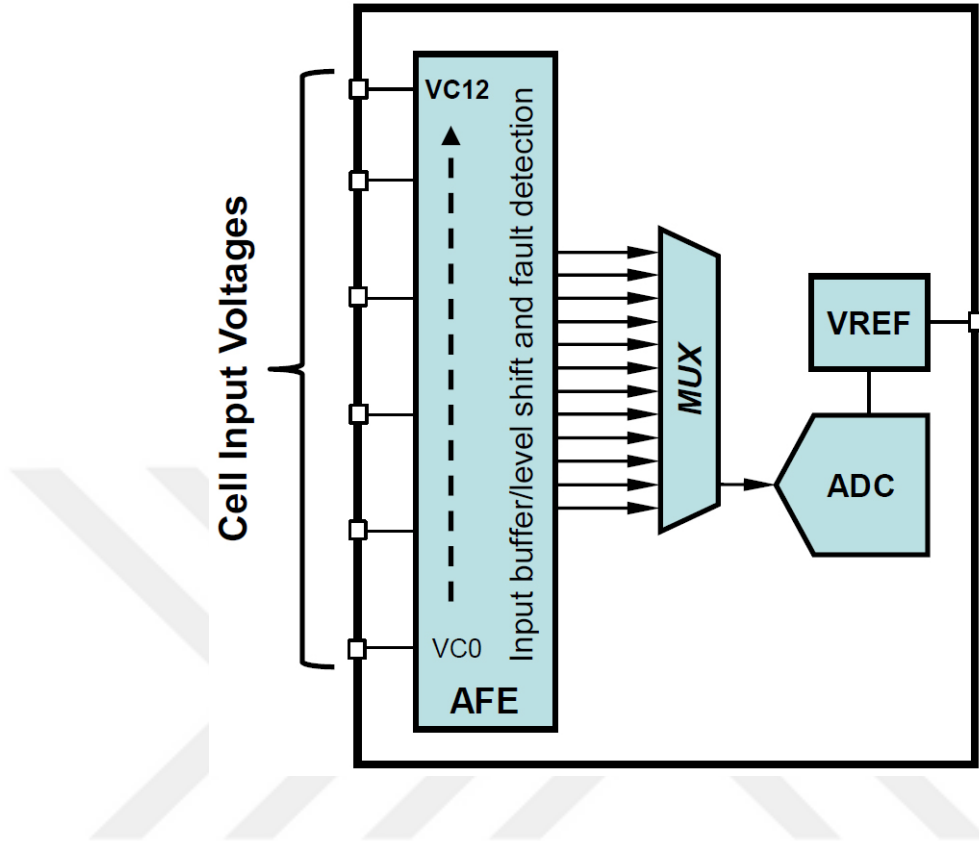 Cell Input Voltages
VC12
Input buffer/level shift and fault detection
VC0
AFE
MUX
VREF
ADC